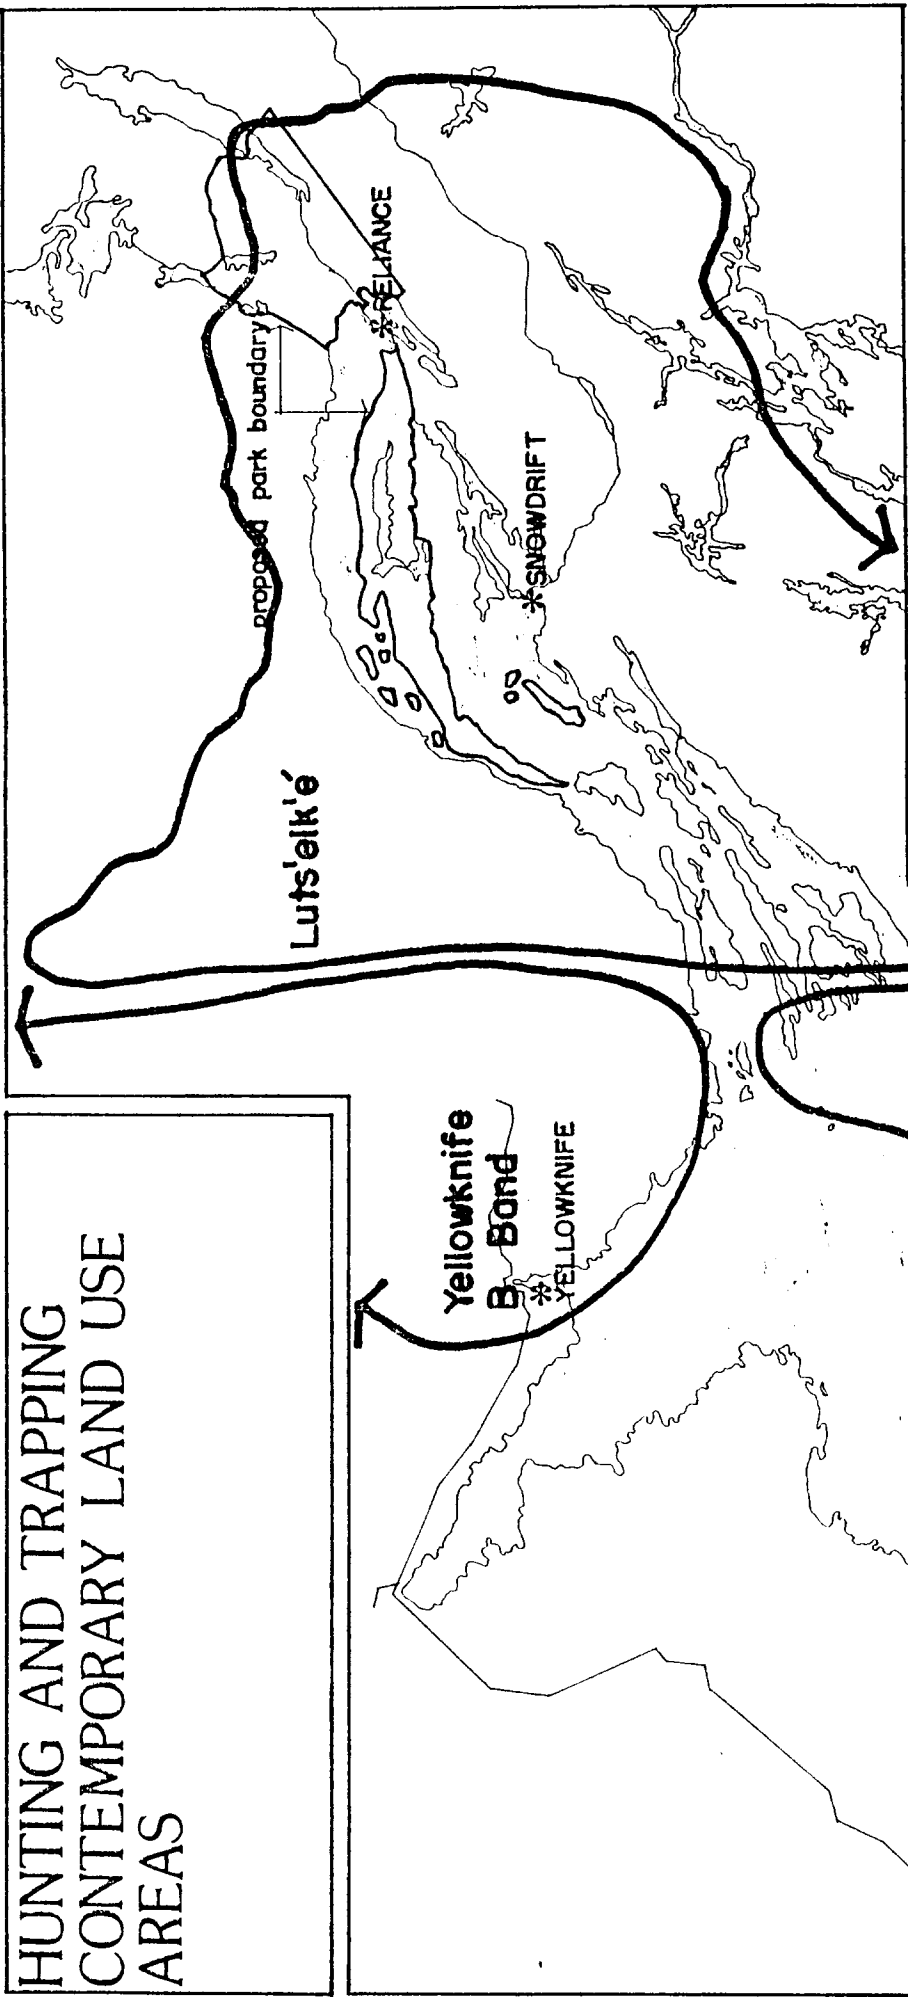 HUNTING AND TRAPPING
CONTEMPORARY LAND USE
AREAS
Yellowknife
B Band
*YELLOWKNIFE
Luts'elk'é
proposed park boundary
*RELIANCE
*SNOWDRIFT